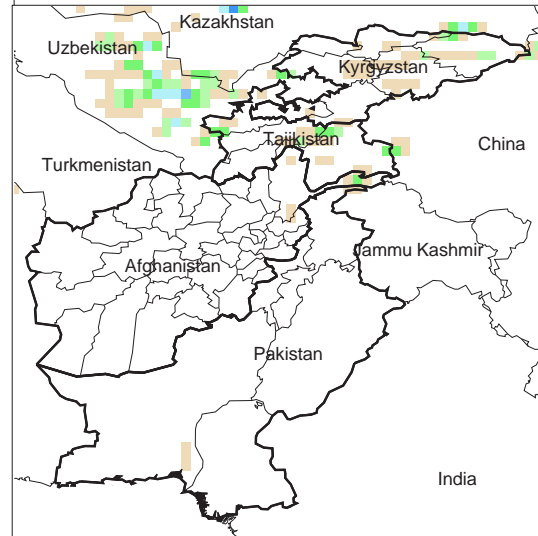 Kazakhstan
Uzbekistan
Kyrgyzstan
Tajikistan
China
Turkmenistan
Jammu Kashmir
Afghanistan
Pakistan
India